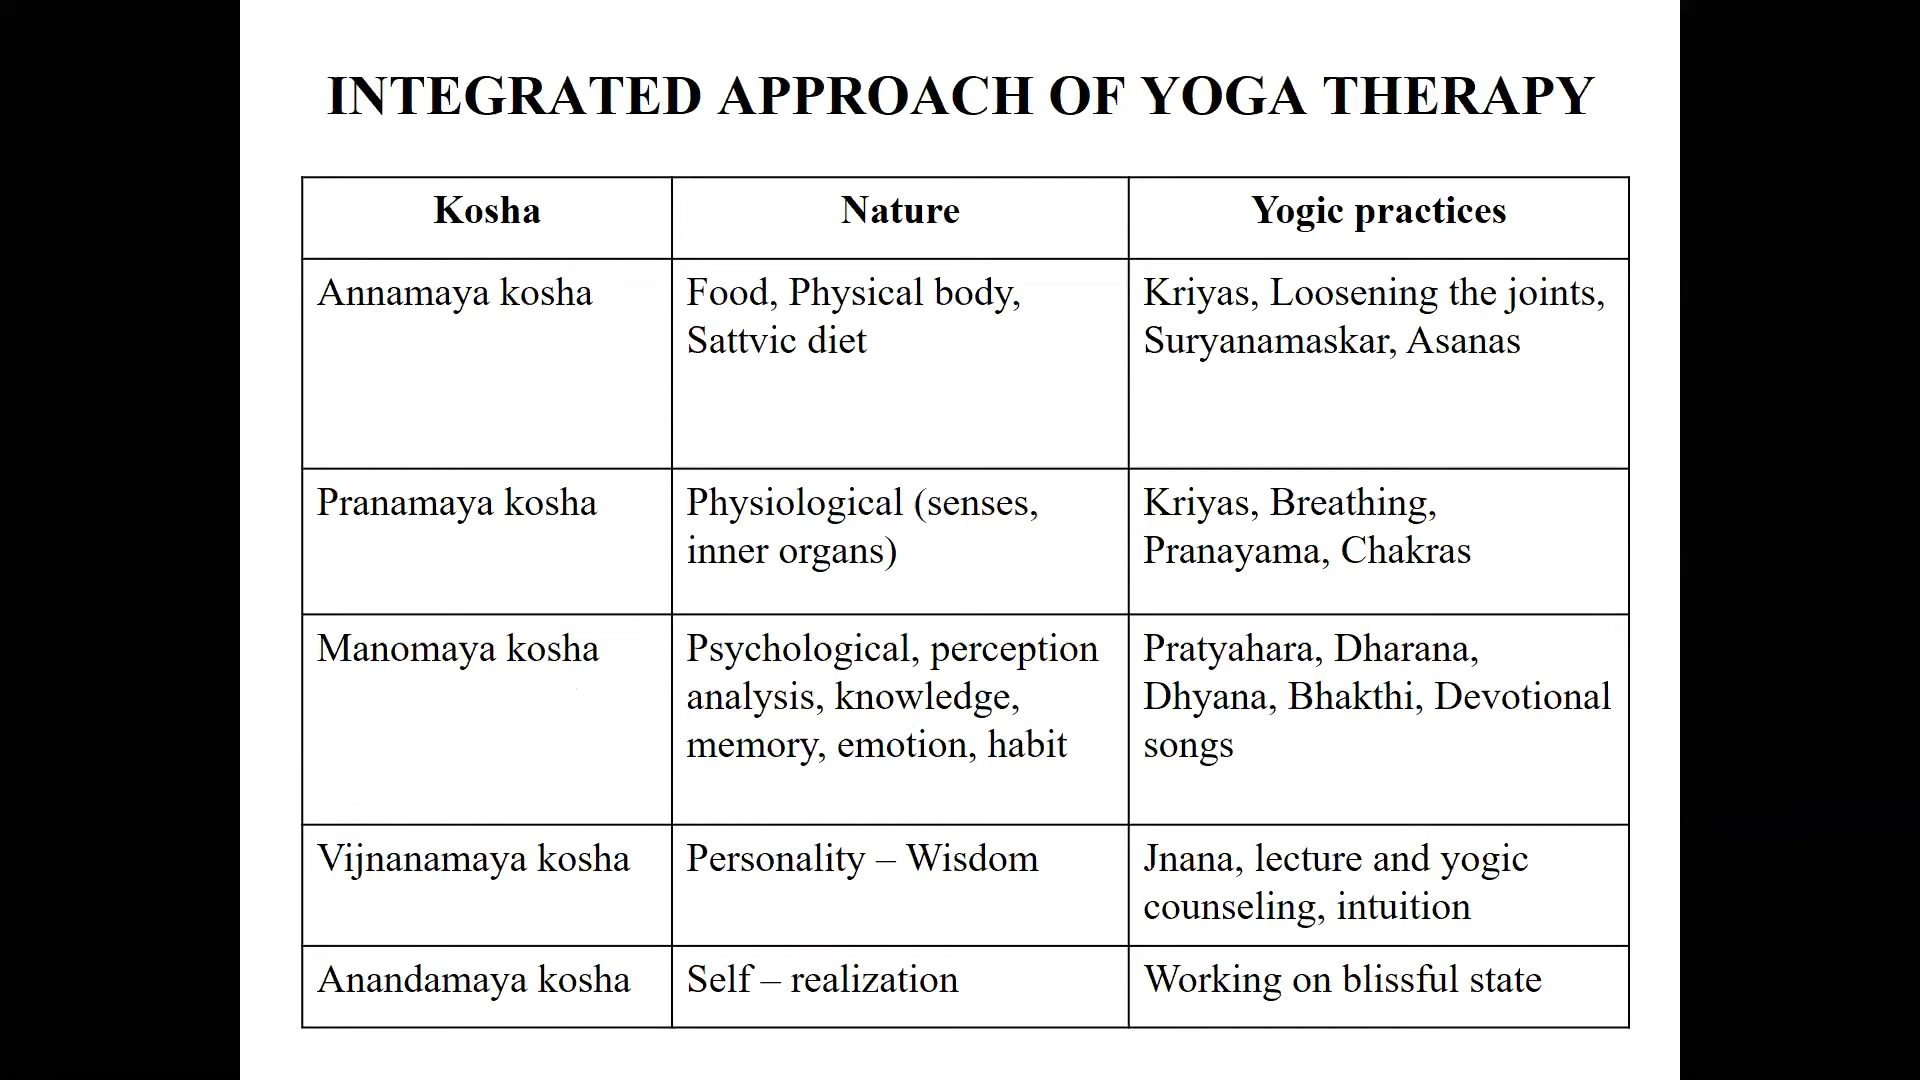 INTEGRATED APPROACH OF YOGA THERAPY
Kosha
Nature
Yogic practices
Annamaya kosha
Food, Physical body,
Sattvic diet
Kriyas, Loosening the joints,
Suryanamaskar, Asanas
Pranamaya kosha
Physiological (senses,
inner organs)
Kriyas, Breathing,
Pranayama, Chakras
Manomaya kosha
Psychological, perception
analysis, knowledge,
memory, emotion, habit
Pratyahara, Dharana,
Dhyana, Bhakthi, Devotional
songs
Vijnanamaya kosha
Personality – Wisdom
Jnana, lecture and yogic
counseling, intuition
Anandamaya kosha
Self – realization
Working on blissful state